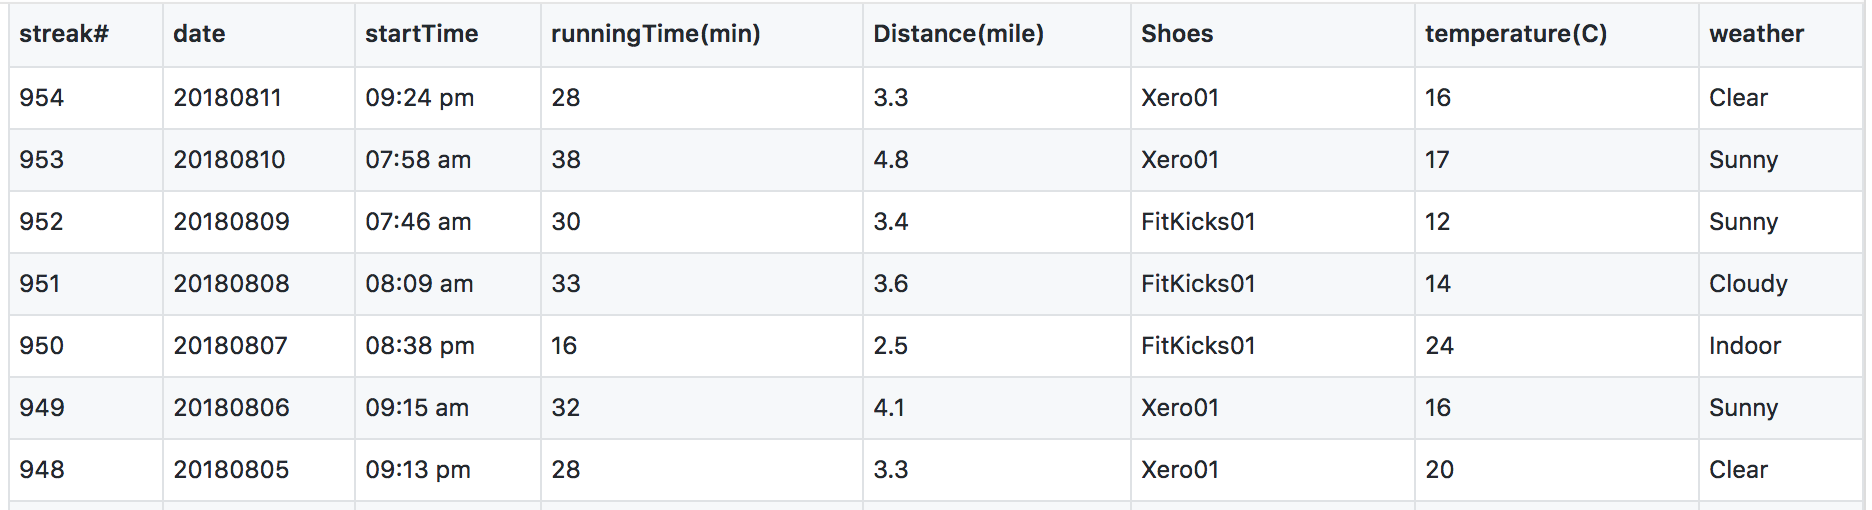 streak# date startTime runningTime(min) Distance(mile) Shoes temperature(C) weather
954 20180811 09:24 pm 28 3.3 Xero01 16 Clear
953 20180810 07:58 am 38 4.8 Xero01 17 Sunny
952 20180809 07:46 am 30 3.4 FitKicks01 12 Sunny
951 20180808 08:09 am 33 3.6 FitKicks01 14 Cloudy
950 20180807 08:38 pm 16 2.5 FitKicks01 24 Indoor
949 20180806 09:15 am 32 4.1 Xero01 16 Sunny
948 20180805 09:13 pm 28 3.3 Xero01 20 Clear